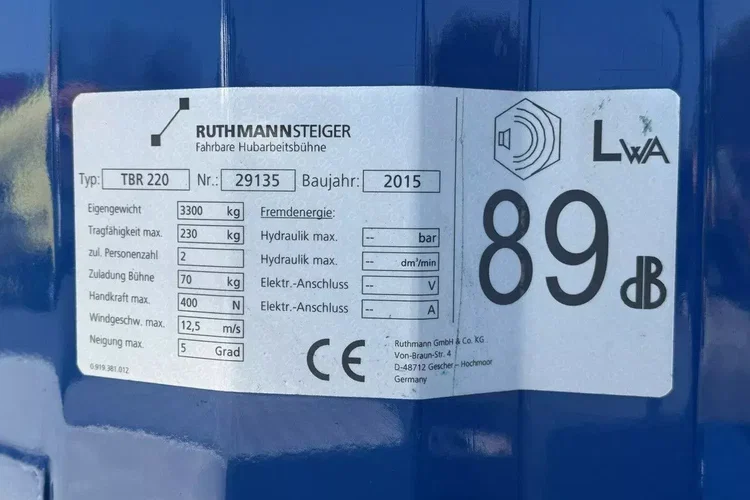 RUTHMANNSTEIGER
Fahrbare Hubarbeitsbühne
Typ: TBR 220 Nr.: 29135 Baujahr: 2015
Eigengewicht 3300 kg
Tragfähigkeit max. 230 kg
zul. Personenzahl 2
Zuladung Bühne 70 kg
Handkraft max. 400 N
Windgeschw. max. 12,5 m/s
Neigung max. 5 Grad
0.919.381.012
Fremdenergie:
Hydraulik max. -- bar
Hydraulik max. -- dm³/min
Elektr.-Anschluss -- V
Elektr.-Anschluss -- A
CE
Ruthmann GmbH & Co. KG
Von-Braun-Str. 4
D-48712 Gescher - Hochmoor
Germany
LWA
89
dB